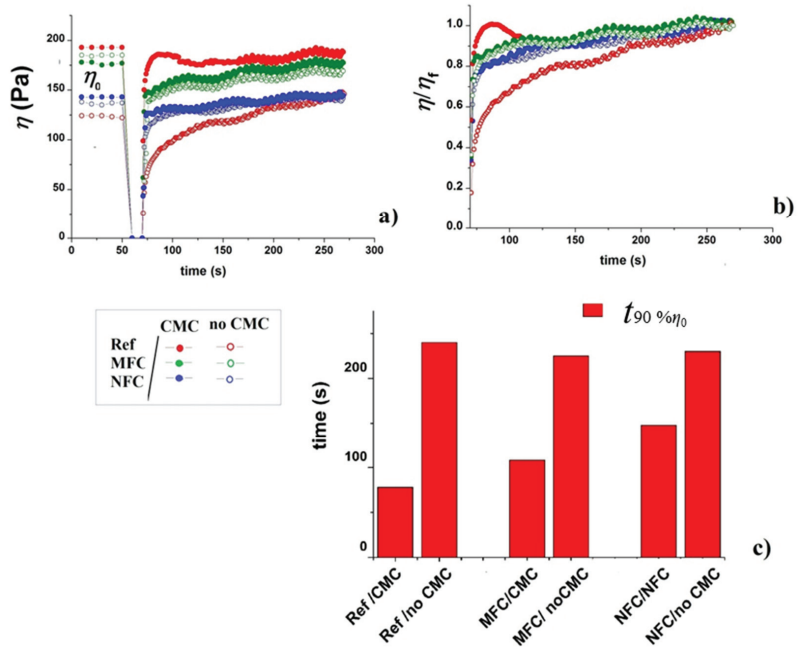 200
150
100
50
0
η (Pa)
η0
0 50 100 150 200 250 300
time (s)
a)
1.0
0.8
0.6
0.4
0.2
0.0
η/ηf
100 150 200 250 300
time (s)
b)
CMC no CMC
Ref
MFC
NFC
t90 %η0
200
100
0
time (s)
Ref /CMC
Ref /no CMC
MFC/CMC
MFC/ noCMC
NFC/NFC
NFC/no CMC
c)